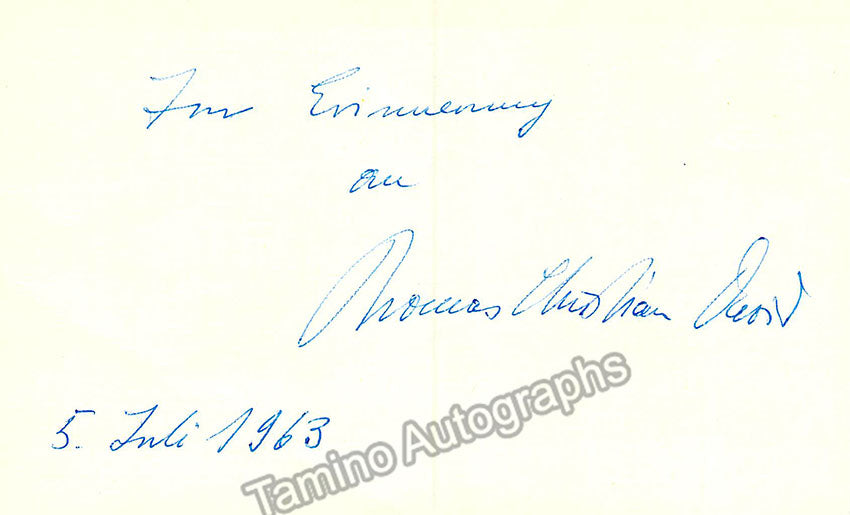 Zur Erinnerung
an
Thomas Christian David
5. Juli 1963
Tamino Autographs